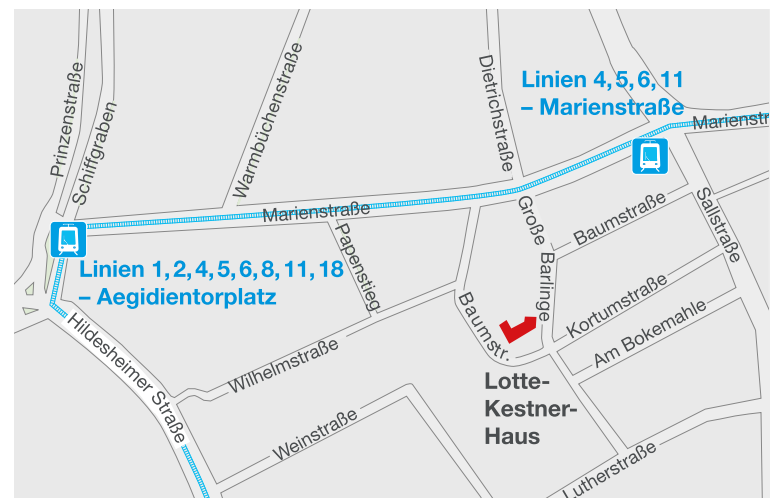 Prinzenstraße
Schiffgraben
Warmbüchenstraße
Dietrichstraße
Linien 4, 5, 6, 11
– Marienstraße
Marienstr
Marienstraße
Papenstieg
Große Barlinge
Baumstraße
Sallstraße
Linien 1, 2, 4, 5, 6, 8, 11, 18
– Aegidientorplatz
Hildesheimer Straße
Wilhelmstraße
Baumstr.
Kortumstraße
Am Bokemahle
Lotte-
Kestner-
Haus
Weinstraße
Lutherstraße